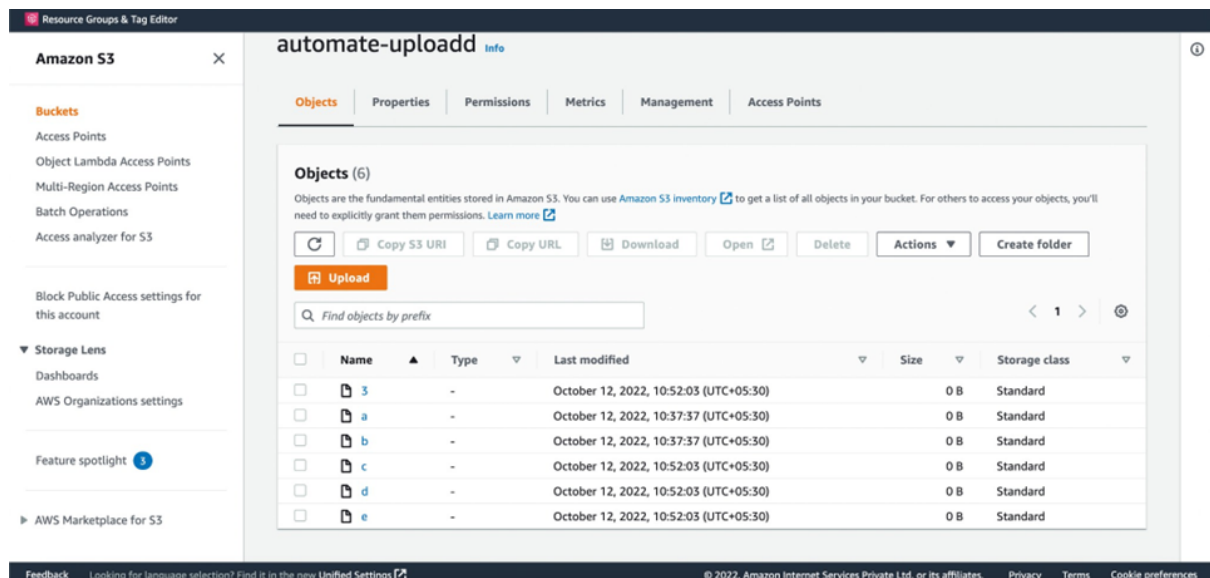 Resource Groups & Tag Editor
Amazon S3
Buckets
Access Points
Object Lambda Access Points
Multi-Region Access Points
Batch Operations
Access analyzer for S3
Block Public Access settings for
this account
Storage Lens
Dashboards
AWS Organizations settings
Feature spotlight 3
AWS Marketplace for S3
automate-uploadd Info
Objects Properties Permissions Metrics Management Access Points
Objects (6)
Objects are the fundamental entities stored in Amazon S3. You can use Amazon S3 inventory to get a list of all objects in your bucket. For others to access your objects, you'll
need to explicitly grant them permissions. Learn more
Copy S3 URI Copy URL Download Open Delete Actions Create folder
Upload
Find objects by prefix 1
Name Type Last modified Size Storage class
3 - October 12, 2022, 10:52:03 (UTC+05:30) 0 B Standard
a - October 12, 2022, 10:37:37 (UTC+05:30) 0 B Standard
b - October 12, 2022, 10:37:37 (UTC+05:30) 0 B Standard
c - October 12, 2022, 10:52:03 (UTC+05:30) 0 B Standard
d - October 12, 2022, 10:52:03 (UTC+05:30) 0 B Standard
e - October 12, 2022, 10:52:03 (UTC+05:30) 0 B Standard
Feedback Looking for language selection? Find it in the new Unified Settings © 2022, Amazon Internet Services Private Ltd. or its affiliates. Privacy Terms Cookie preferences